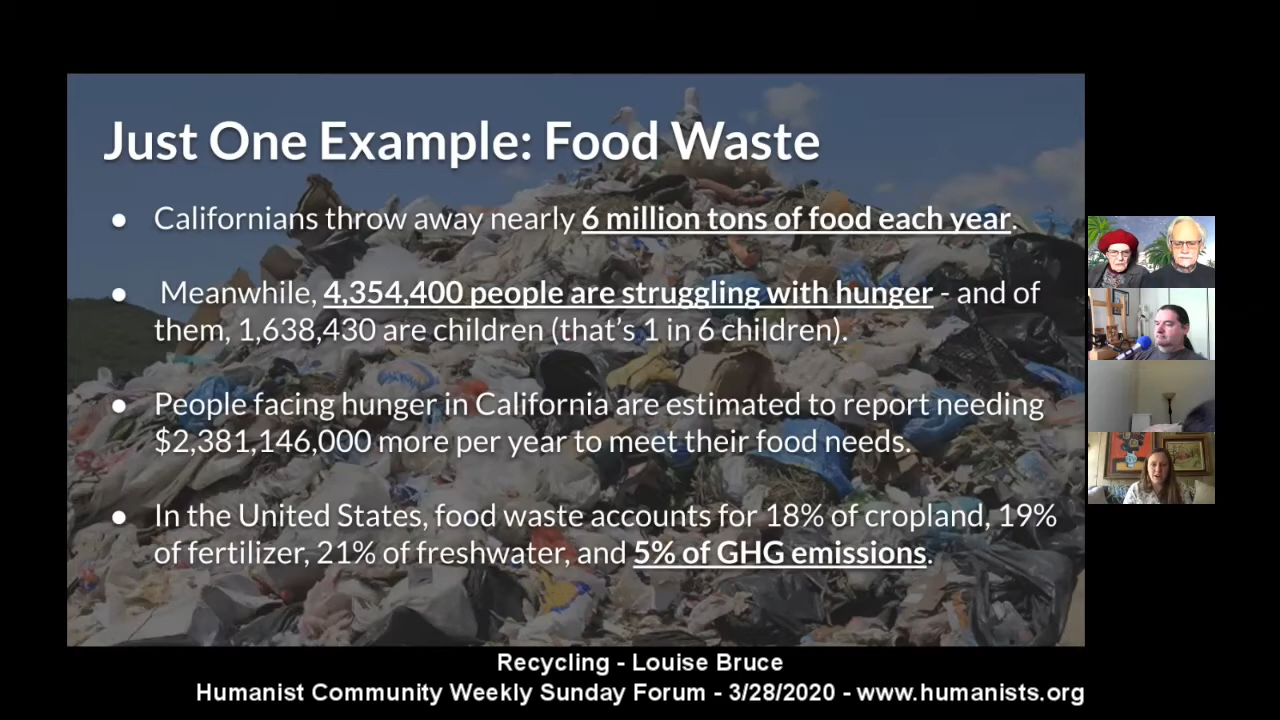 Just One Example: Food Waste
● Californians throw away nearly 6 million tons of food each year.
● Meanwhile, 4,354,400 people are struggling with hunger - and of
them, 1,638,430 are children (that's 1 in 6 children).
● People facing hunger in California are estimated to report needing
$2,381,146,000 more per year to meet their food needs.
● In the United States, food waste accounts for 18% of cropland, 19%
of fertilizer, 21% of freshwater, and 5% of GHG emissions.
Recycling - Louise Bruce
Humanist Community Weekly Sunday Forum - 3/28/2020 - www.humanists.org